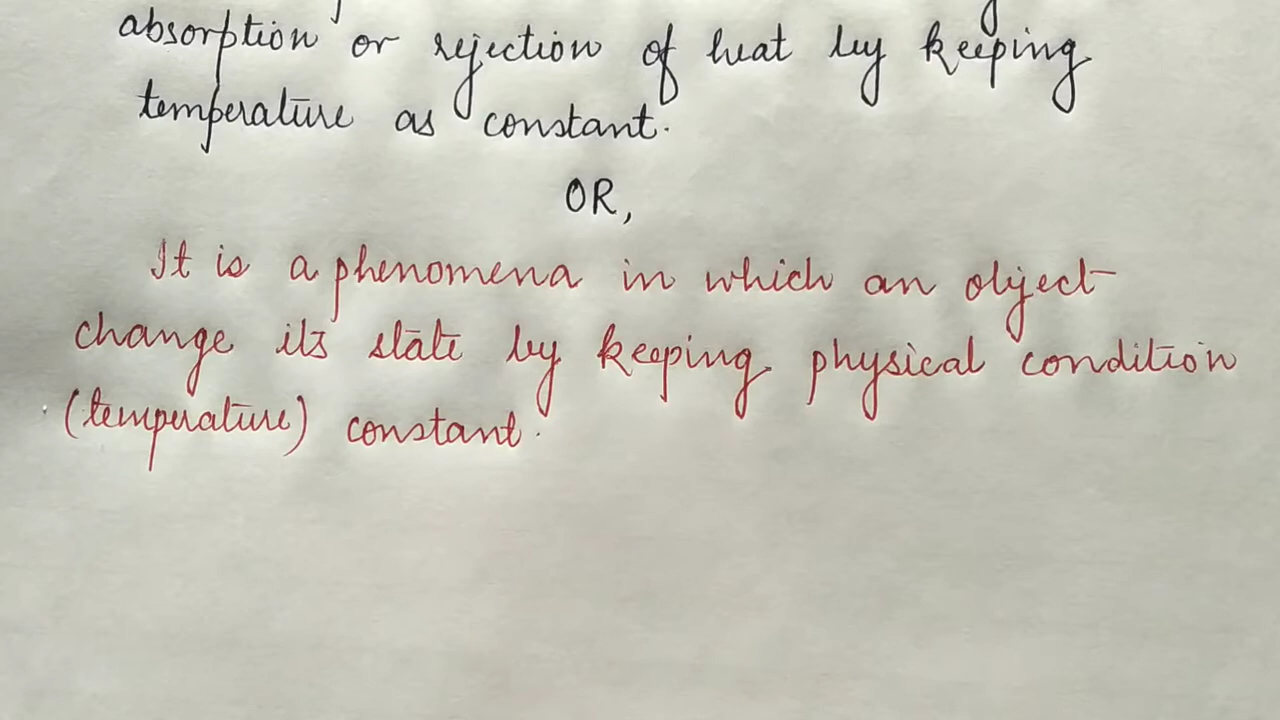 absorption or rejection of heat by keeping
temperature as constant.
OR,
It is a phenomena in which an object
change its state by keeping physical condition
(temperature) constant.